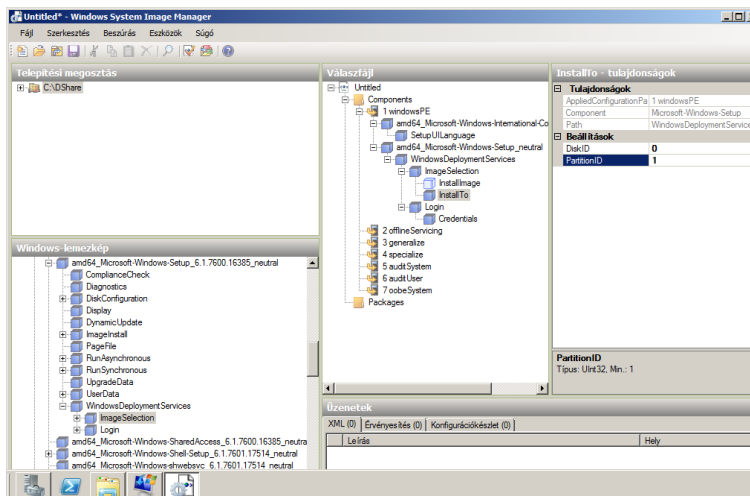 Untitled* - Windows System Image Manager
Fájl Szerkesztés Beszúrás Eszközök Súgó
Telepítési megosztás
C:\DShare
Windows-lemezkép
amd64_Microsoft-Windows-Setup_6.1.7600.16385_neutral
ComplianceCheck
Diagnostics
DiskConfiguration
Display
DynamicUpdate
ImageInstall
PageFile
RunAsynchronous
RunSynchronous
UpgradeData
UserData
WindowsDeploymentServices
ImageSelection
Login
amd64_Microsoft-Windows-SharedAccess_6.1.7600.16385_neutra
amd64_Microsoft-Windows-Shell-Setup_6.1.7601.17514_neutral
amd64_Microsoft-Windows-shwebsvc_6.1.7601.17514_neutral
Válaszfájl
Untitled
Components
1 windowsPE
amd64_Microsoft-Windows-International-Co
SetupUILanguage
amd64_Microsoft-Windows-Setup_neutral
WindowsDeploymentServices
ImageSelection
InstallImage
InstallTo
Login
Credentials
2 offlineServicing
3 generalize
4 specialize
5 auditSystem
6 auditUser
7 oobeSystem
Packages
InstallTo - tulajdonságok
Tulajdonságok
AppliedConfigurationPa 1 windowsPE
Component Microsoft-Windows-Setup
Path WindowsDeploymentService
Beállítások
DiskID 0
PartitionID 1
PartitionID
Típus: UInt32, Min.: 1
Üzenetek
XML (0) Érvényesítés (0) Konfigurációkészlet (0)
Leírás Hely